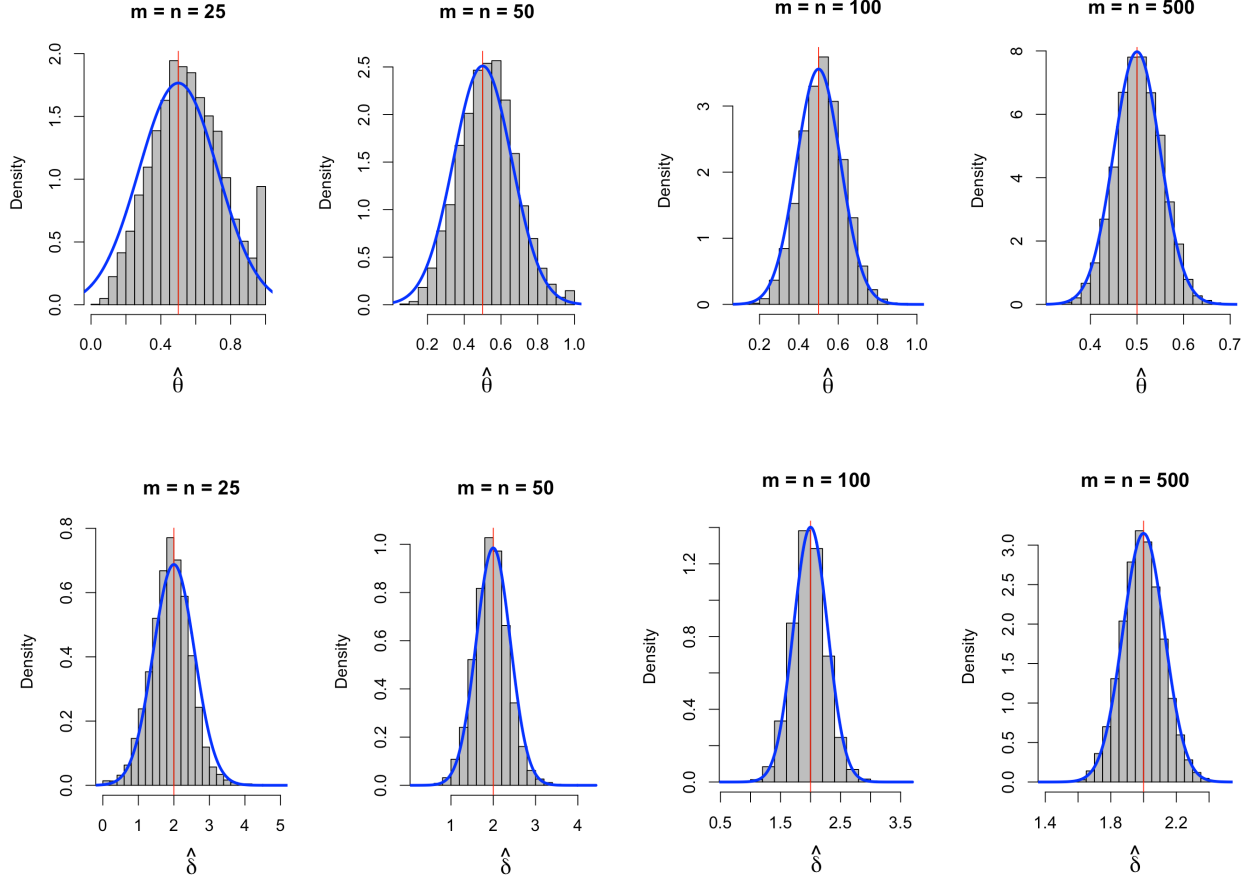 m = n = 25
Density
0.0 0.5 1.0 1.5 2.0
0.0 0.4 0.8
θ̂
m = n = 50
Density
0.0 0.5 1.0 1.5 2.0 2.5
0.2 0.4 0.6 0.8 1.0
θ̂
m = n = 100
Density
0 1 2 3
0.2 0.4 0.6 0.8 1.0
θ̂
m = n = 500
Density
0 2 4 6 8
0.4 0.5 0.6 0.7
θ̂
m = n = 25
Density
0.0 0.2 0.4 0.6 0.8
0 1 2 3 4 5
δ̂
m = n = 50
Density
0.0 0.2 0.4 0.6 0.8 1.0
1 2 3 4
δ̂
m = n = 100
Density
0.0 0.4 0.8 1.2
0.5 1.5 2.5 3.5
δ̂
m = n = 500
Density
0.0 0.5 1.0 1.5 2.0 2.5 3.0
1.4 1.8 2.2
δ̂